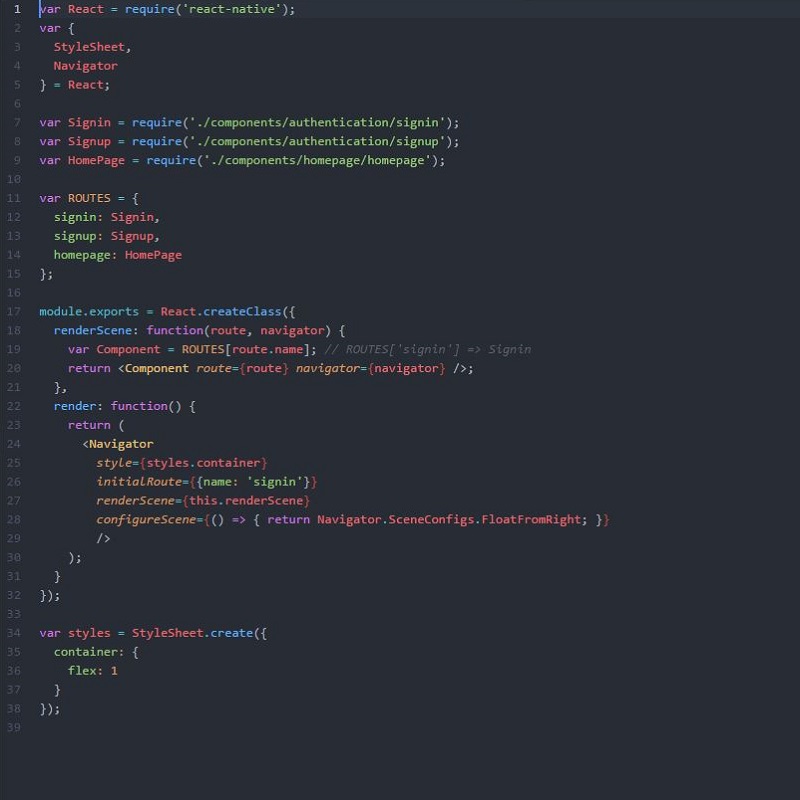 1 var React = require('react-native');
2 var {
3   StyleSheet,
4   Navigator
5 } = React;
6
7 var Signin = require('./components/authentication/signin');
8 var Signup = require('./components/authentication/signup');
9 var HomePage = require('./components/homepage/homepage');
10
11 var ROUTES = {
12   signin: Signin,
13   signup: Signup,
14   homepage: HomePage
15 };
16
17 module.exports = React.createClass({
18   renderScene: function(route, navigator) {
19     var Component = ROUTES[route.name]; // ROUTES['signin'] => Signin
20     return <Component route={route} navigator={navigator} />;
21   },
22   render: function() {
23     return (
24       <Navigator
25         style={styles.container}
26         initialRoute={{name: 'signin'}}
27         renderScene={this.renderScene}
28         configureScene={() => { return Navigator.SceneConfigs.FloatFromRight; }}
29         />
30     );
31   }
32 });
33
34 var styles = StyleSheet.create({
35   container: {
36     flex: 1
37   }
38 });
39